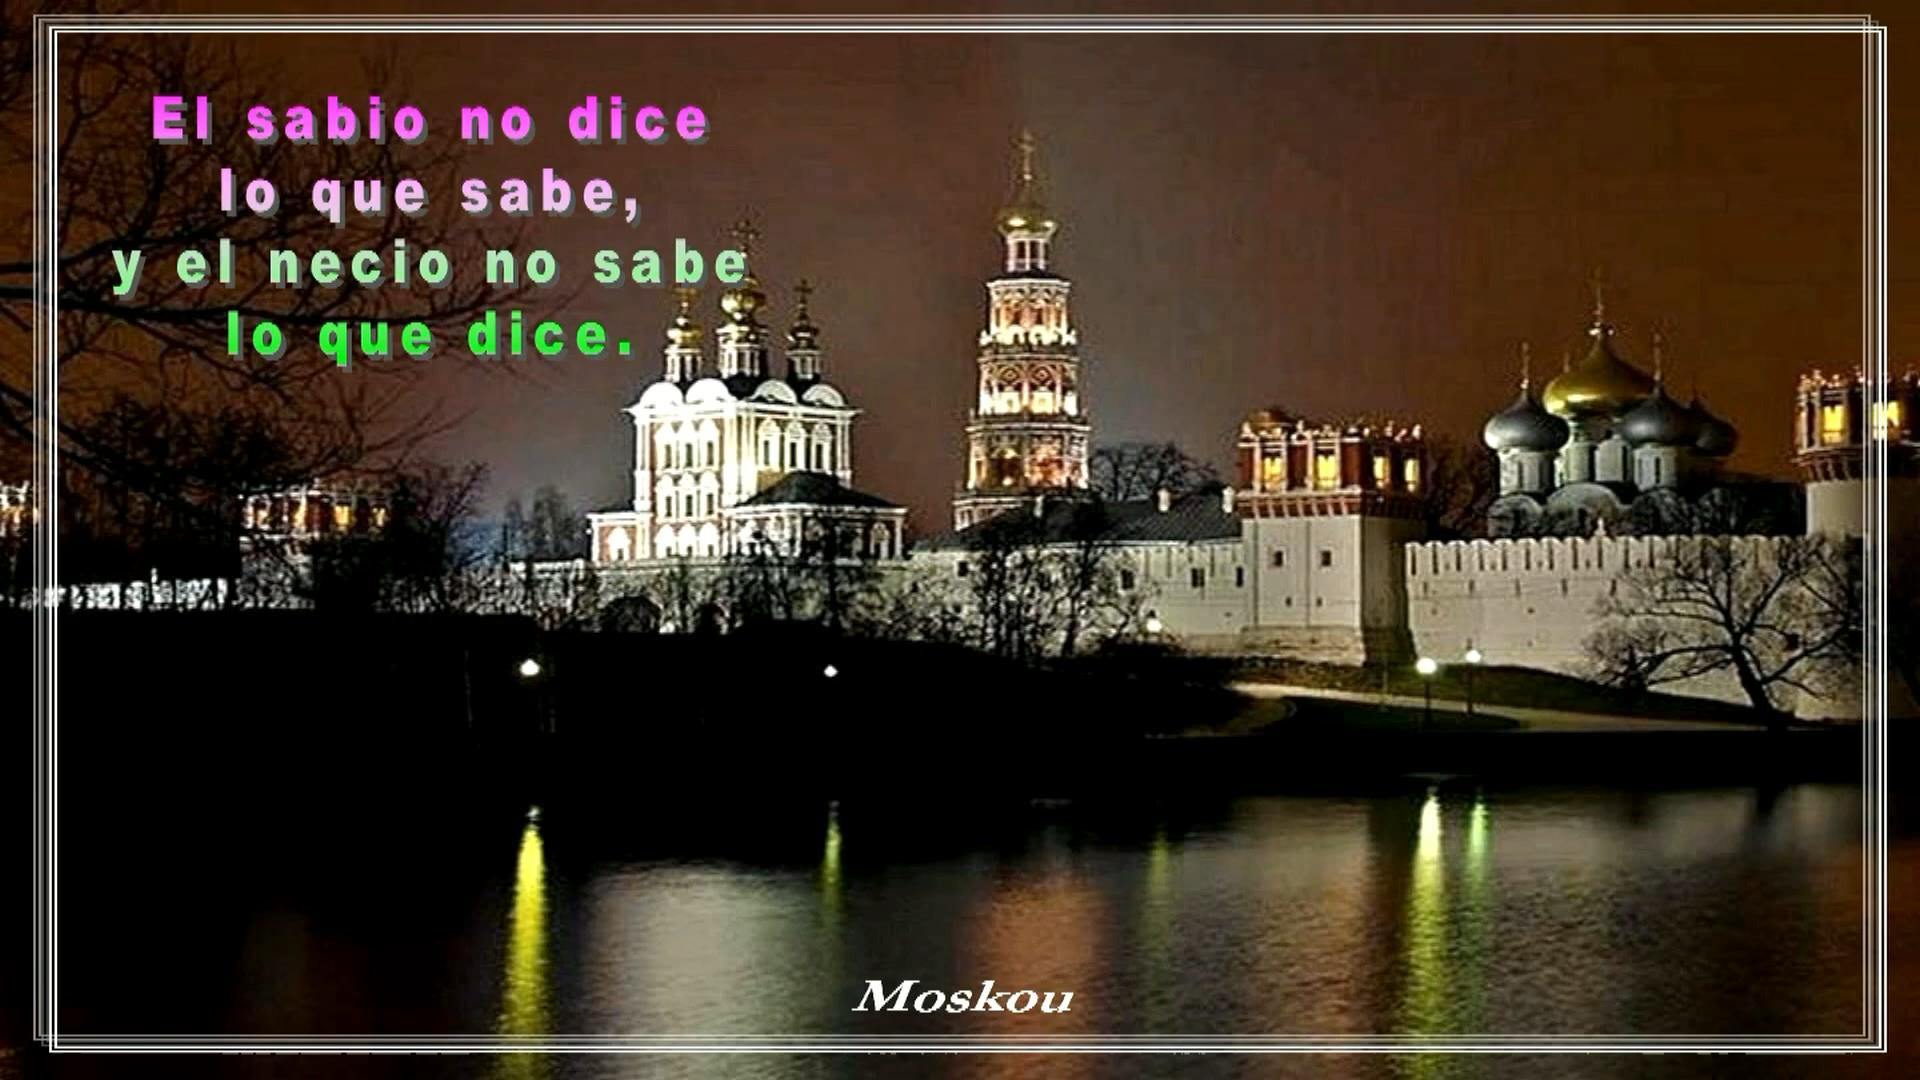 El sabio no dice
lo que sabe,
y el necio no sabe
lo que dice.
Moskou